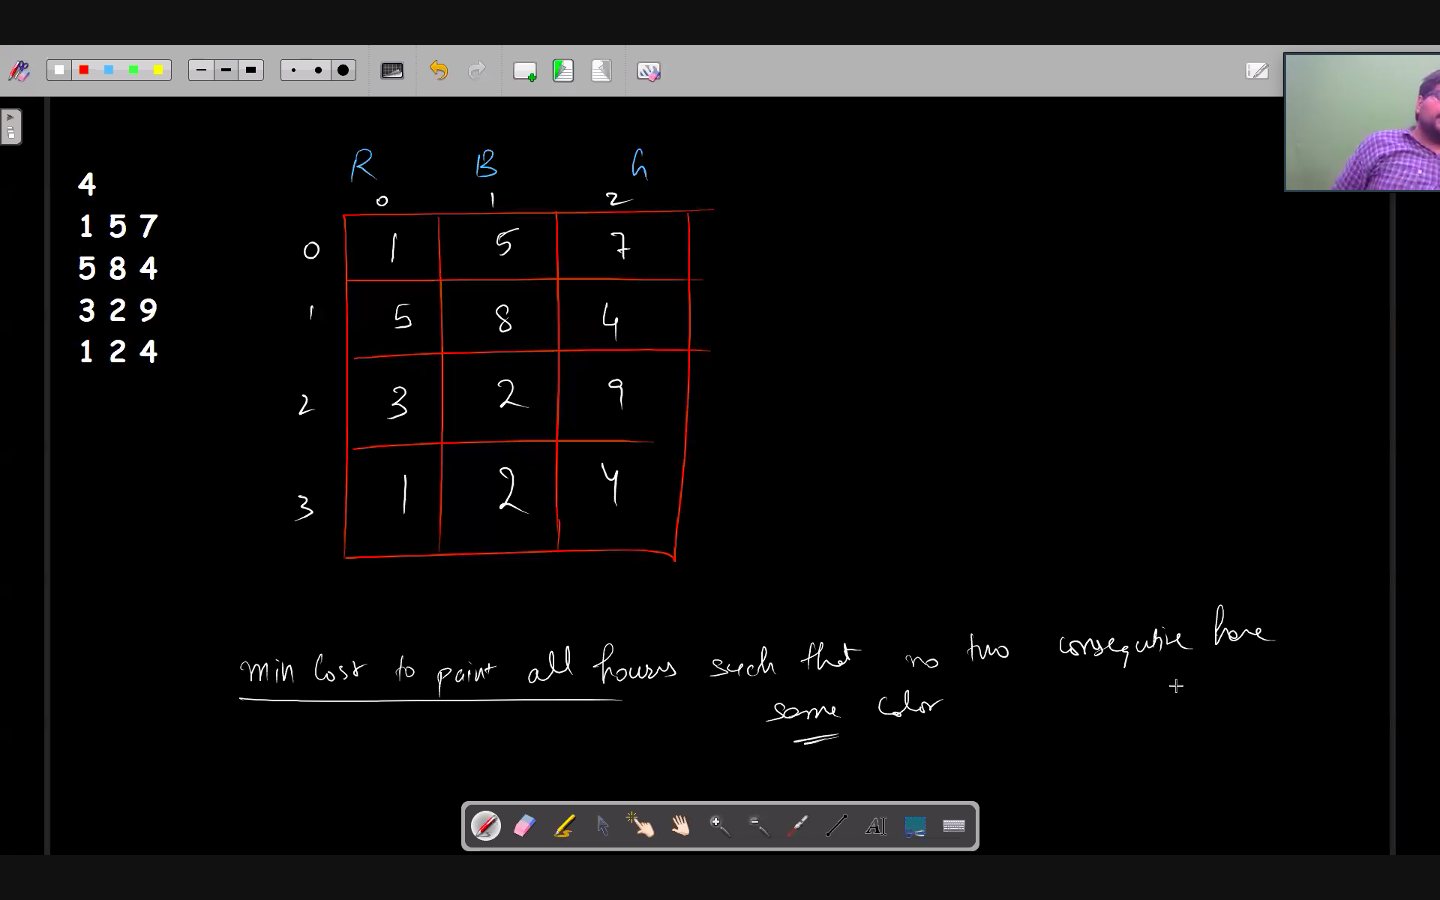 4
1 5 7
5 8 4
3 2 9
1 2 4
R B G
0 1 2
0 1 5 7
1 5 8 4
2 3 2 9
3 1 2 4
min cost to paint all houses such that no two consequtive have
same color
AI